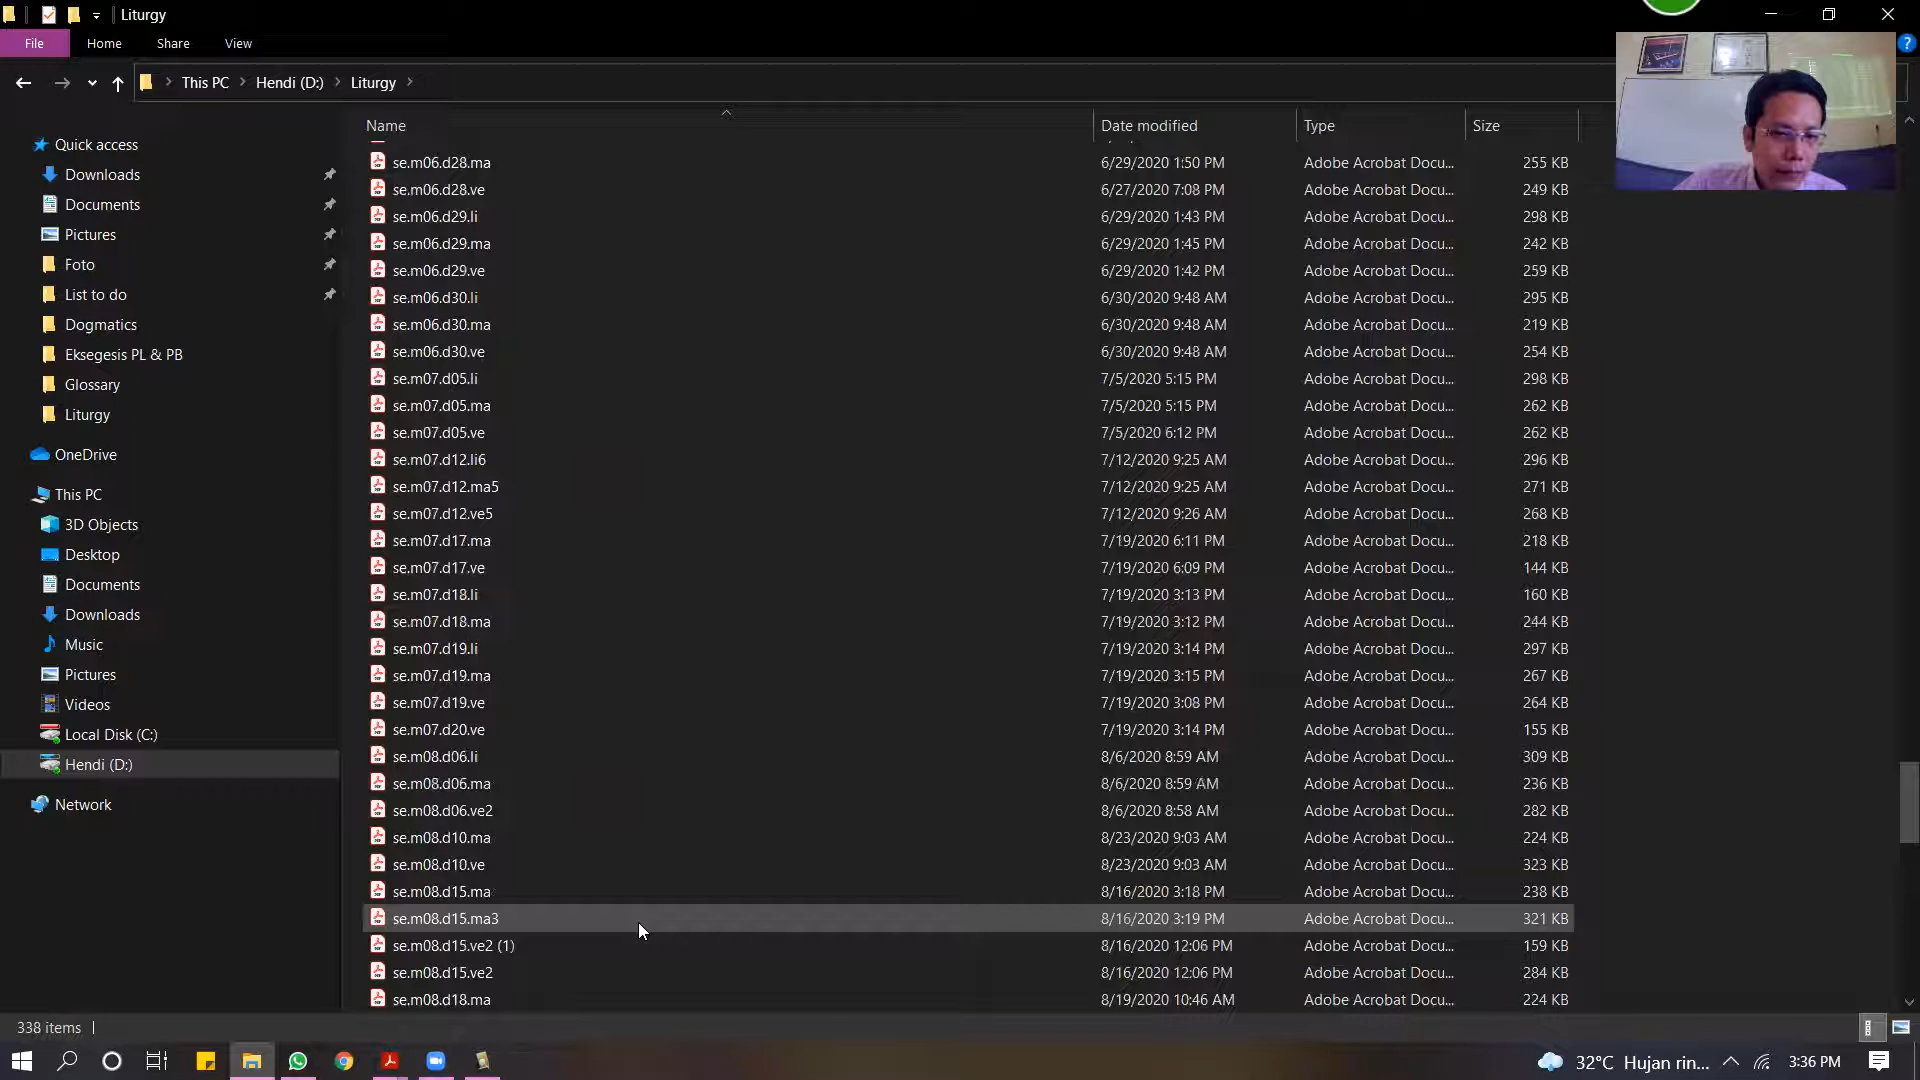 Liturgy
File Home Share View
This PC Hendi (D:) Liturgy
Name Date modified Type Size
Quick access
Downloads
Documents
Pictures
Foto
List to do
Dogmatics
Eksegesis PL & PB
Glossary
Liturgy
OneDrive
This PC
3D Objects
Desktop
Documents
Downloads
Music
Pictures
Videos
Local Disk (C:)
Hendi (D:)
Network
se.m06.d28.ma 6/29/2020 1:50 PM Adobe Acrobat Docu... 255 KB
se.m06.d28.ve 6/27/2020 7:08 PM Adobe Acrobat Docu... 249 KB
se.m06.d29.li 6/29/2020 1:43 PM Adobe Acrobat Docu... 298 KB
se.m06.d29.ma 6/29/2020 1:45 PM Adobe Acrobat Docu... 242 KB
se.m06.d29.ve 6/29/2020 1:42 PM Adobe Acrobat Docu... 259 KB
se.m06.d30.li 6/30/2020 9:48 AM Adobe Acrobat Docu... 295 KB
se.m06.d30.ma 6/30/2020 9:48 AM Adobe Acrobat Docu... 219 KB
se.m06.d30.ve 6/30/2020 9:48 AM Adobe Acrobat Docu... 254 KB
se.m07.d05.li 7/5/2020 5:15 PM Adobe Acrobat Docu... 298 KB
se.m07.d05.ma 7/5/2020 5:15 PM Adobe Acrobat Docu... 262 KB
se.m07.d05.ve 7/5/2020 6:12 PM Adobe Acrobat Docu... 262 KB
se.m07.d12.li6 7/12/2020 9:25 AM Adobe Acrobat Docu... 296 KB
se.m07.d12.ma5 7/12/2020 9:25 AM Adobe Acrobat Docu... 271 KB
se.m07.d12.ve5 7/12/2020 9:26 AM Adobe Acrobat Docu... 268 KB
se.m07.d17.ma 7/19/2020 6:11 PM Adobe Acrobat Docu... 218 KB
se.m07.d17.ve 7/19/2020 6:09 PM Adobe Acrobat Docu... 144 KB
se.m07.d18.li 7/19/2020 3:13 PM Adobe Acrobat Docu... 160 KB
se.m07.d18.ma 7/19/2020 3:12 PM Adobe Acrobat Docu... 244 KB
se.m07.d19.li 7/19/2020 3:14 PM Adobe Acrobat Docu... 297 KB
se.m07.d19.ma 7/19/2020 3:15 PM Adobe Acrobat Docu... 267 KB
se.m07.d19.ve 7/19/2020 3:08 PM Adobe Acrobat Docu... 264 KB
se.m07.d20.ve 7/19/2020 3:14 PM Adobe Acrobat Docu... 155 KB
se.m08.d06.li 8/6/2020 8:59 AM Adobe Acrobat Docu... 309 KB
se.m08.d06.ma 8/6/2020 8:59 AM Adobe Acrobat Docu... 236 KB
se.m08.d06.ve2 8/6/2020 8:58 AM Adobe Acrobat Docu... 282 KB
se.m08.d10.ma 8/23/2020 9:03 AM Adobe Acrobat Docu... 224 KB
se.m08.d10.ve 8/23/2020 9:03 AM Adobe Acrobat Docu... 323 KB
se.m08.d15.ma 8/16/2020 3:18 PM Adobe Acrobat Docu... 238 KB
se.m08.d15.ma3 8/16/2020 3:19 PM Adobe Acrobat Docu... 321 KB
se.m08.d15.ve2 (1) 8/16/2020 12:06 PM Adobe Acrobat Docu... 159 KB
se.m08.d15.ve2 8/16/2020 12:06 PM Adobe Acrobat Docu... 284 KB
se.m08.d18.ma 8/19/2020 10:46 AM Adobe Acrobat Docu... 224 KB
338 items
32°C Hujan rin... 3:36 PM